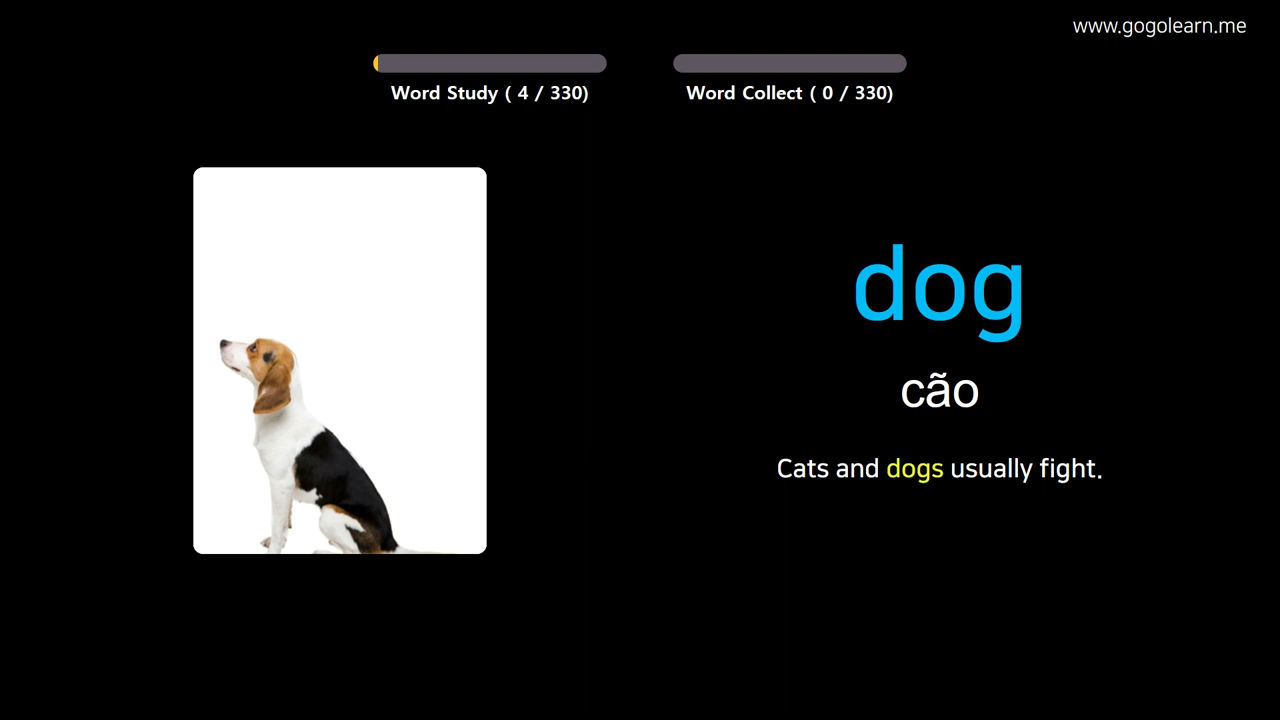 www.gogolearn.me
Word Study ( 4 / 330)
Word Collect ( 0 / 330)
dog
cão
Cats and dogs usually fight.